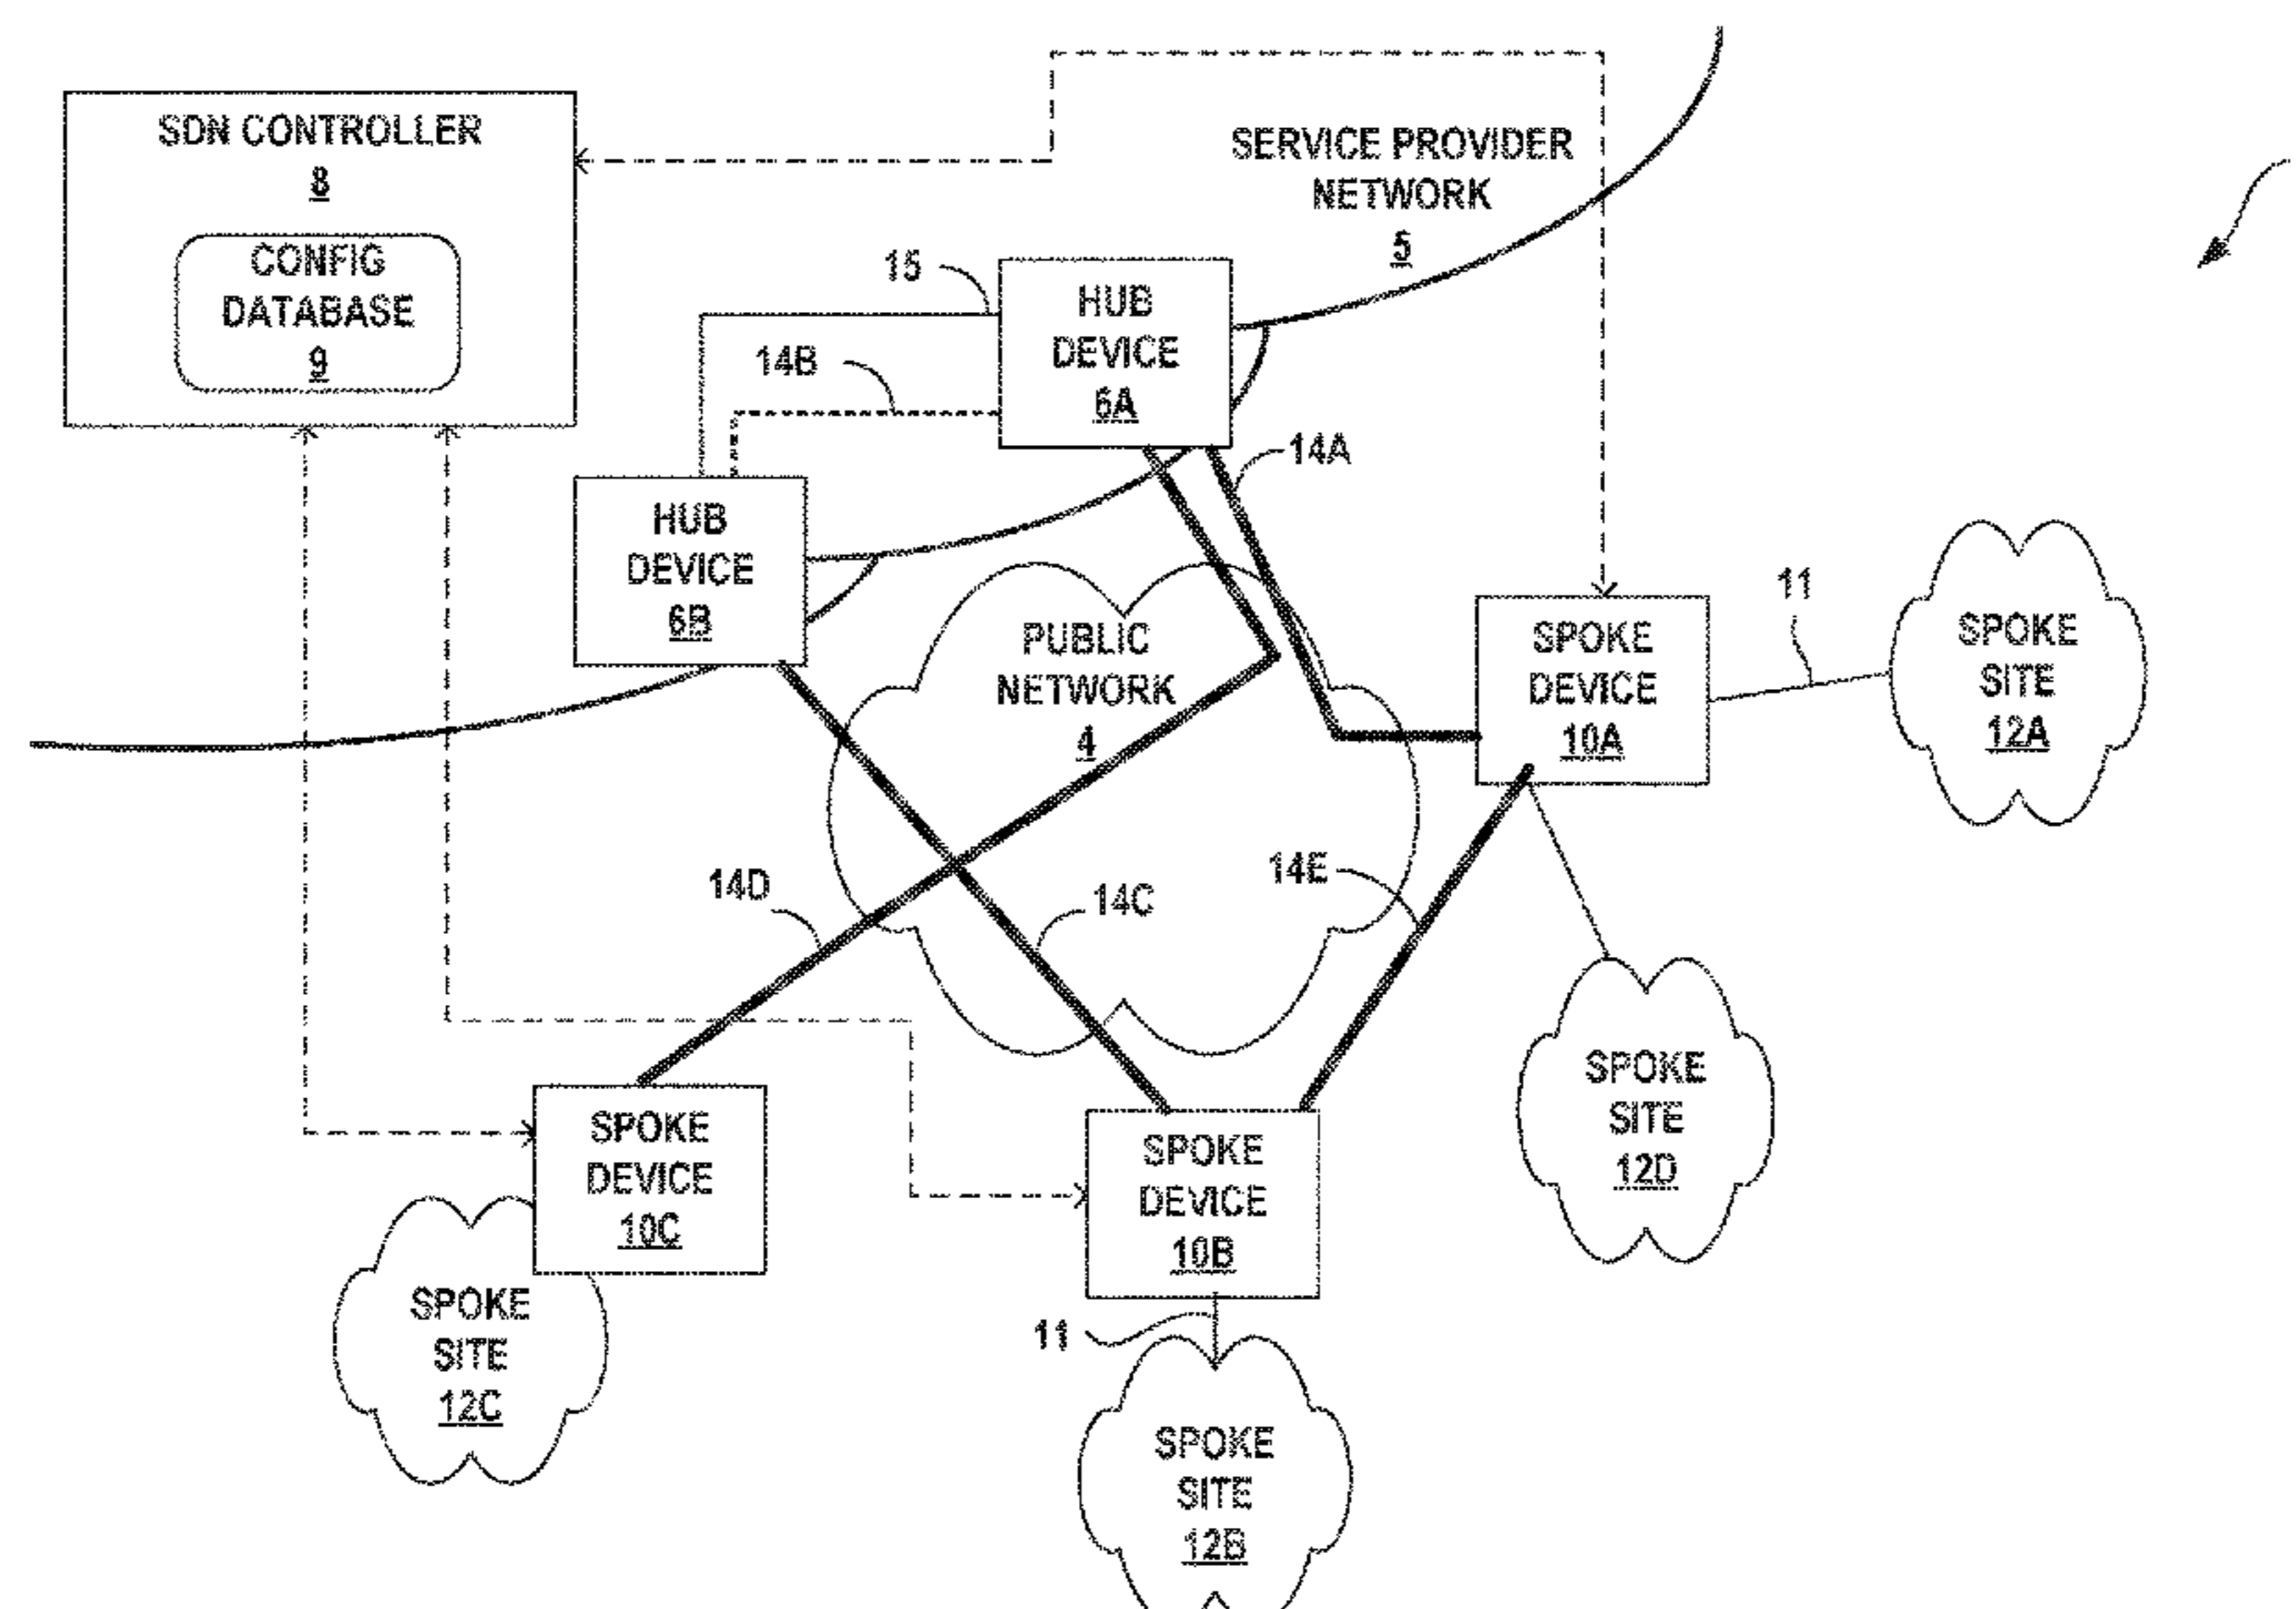 SDN CONTROLLER
8
CONFIG
DATABASE
9
SERVICE PROVIDER
NETWORK
5
15
HUB
DEVICE
6A
14B
14A
HUB
DEVICE
6B
PUBLIC
NETWORK
4
SPOKE
DEVICE
10A
11
SPOKE
SITE
12A
14D
14C
14E
SPOKE
DEVICE
10C
SPOKE
DEVICE
10B
SPOKE
SITE
12D
SPOKE
SITE
12C
11
SPOKE
SITE
12B